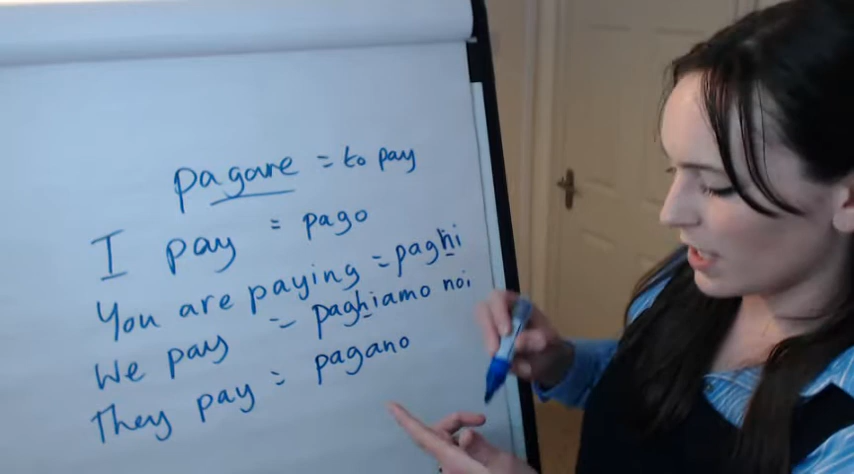 pagare = to pay
I pay = pago
You are paying = paghi
We pay = paghiamo noi
They pay = pagano